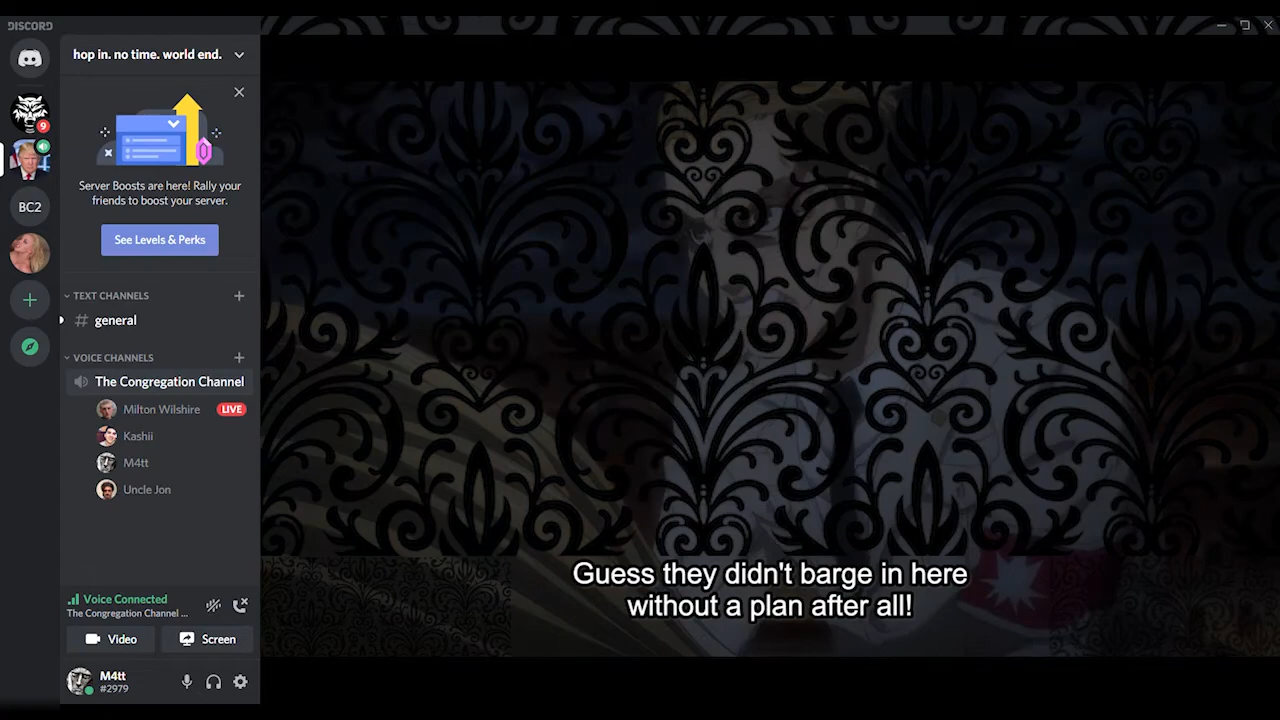 DISCORD
hop in. no time. world end.
9
Server Boosts are here! Rally your
friends to boost your server.
BC2
See Levels & Perks
TEXT CHANNELS
# general
VOICE CHANNELS
The Congregation Channel
Milton Wilshire LIVE
Kashii
M4tt
Uncle Jon
Guess they didn't barge in here
without a plan after all!
Voice Connected
The Congregation Channel ...
Video Screen
M4tt
#2979